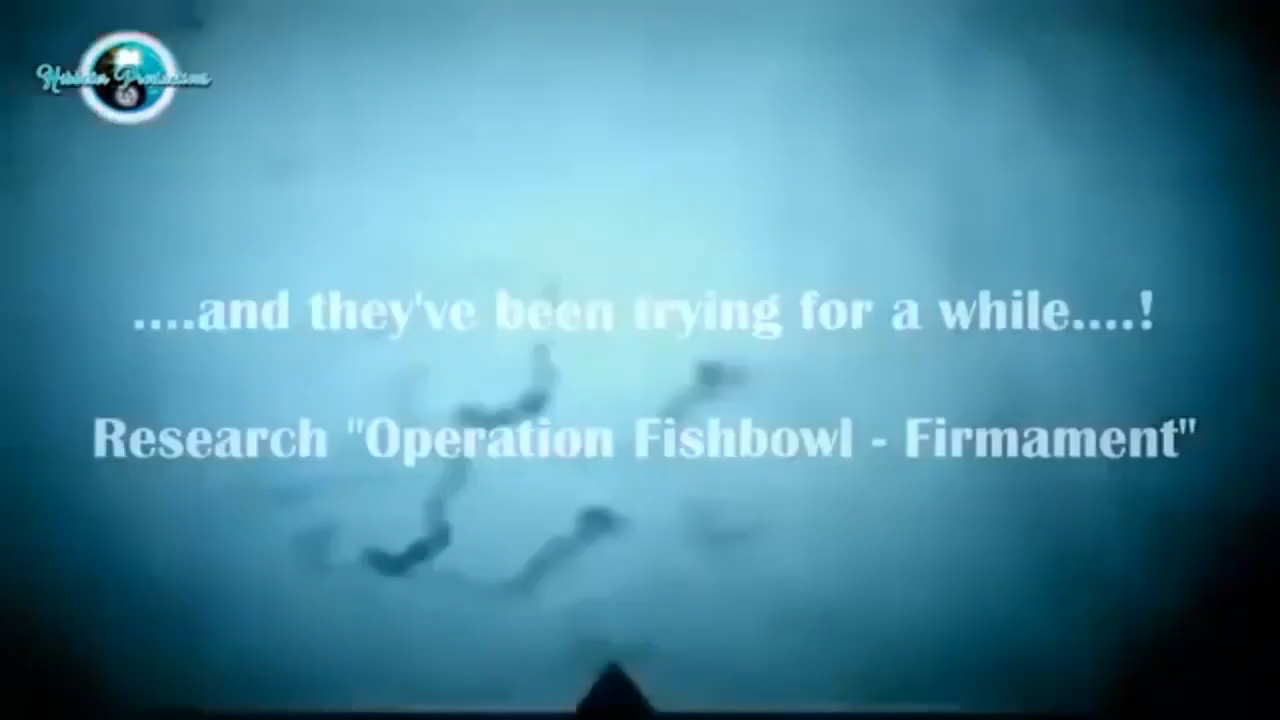 ....and they've been trying for a while....!
Research "Operation Fishbowl - Firmament"